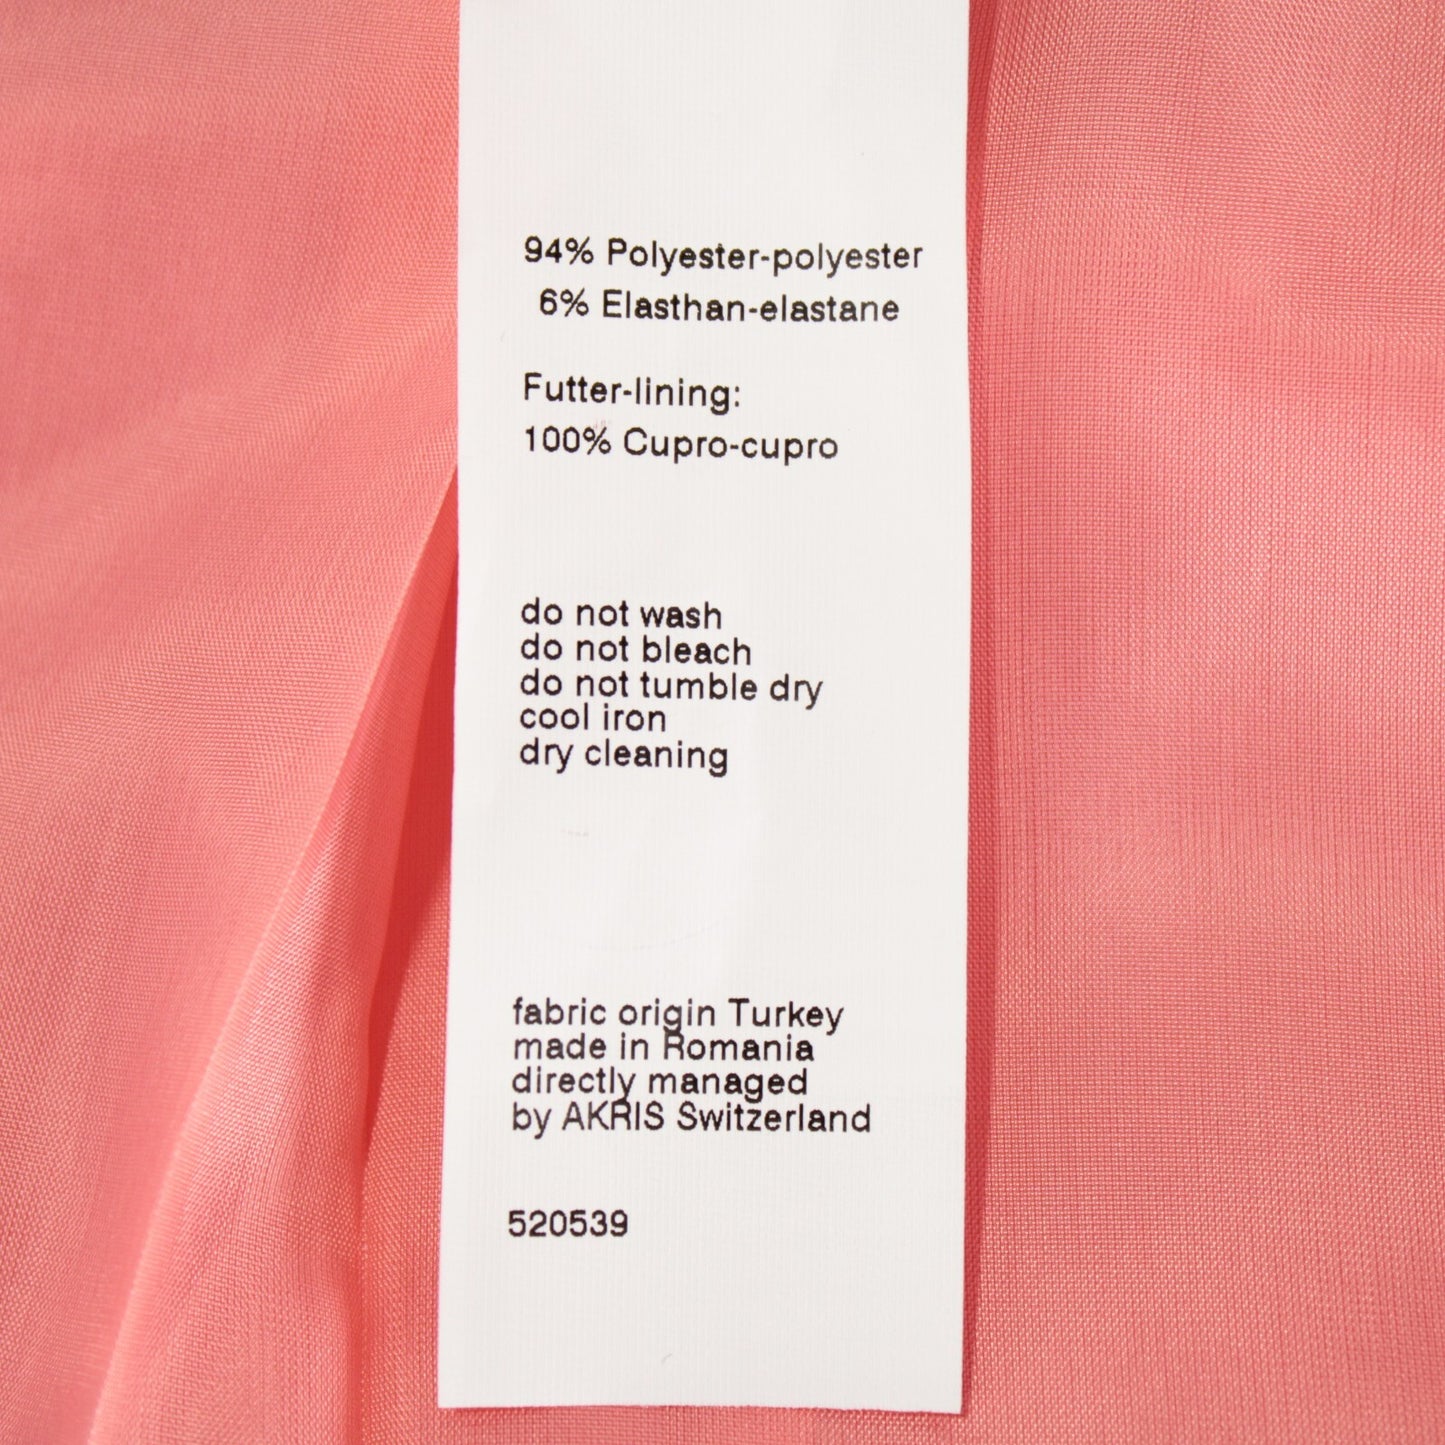 94% Polyester-polyester
6% Elasthan-elastane
Futter-lining:
100% Cupro-cupro
do not wash
do not bleach
do not tumble dry
cool iron
dry cleaning
fabric origin Turkey
made in Romania
directly managed
by AKRIS Switzerland
520539